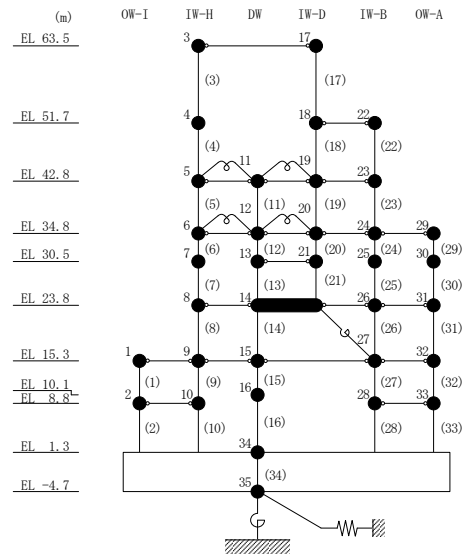 (m) OW-I IW-H DW IW-D IW-B OW-A
EL 63.5 3 17
(3) (17)
EL 51.7 4 18 22
(4) (18) (22)
EL 42.8 5 11 19 23
(5) (11) (19) (23)
EL 34.8 6 12 20 24 29
(6) (12) (20) (24) (29)
EL 30.5 7 13 21 25 30
(7) (13) (21) (25) (30)
EL 23.8 8 14 26 31
(8) (14) (26) (31)
EL 15.3 1 9 15 27 32
(1) (9) (15) (27) (32)
EL 10.1 16
EL 8.8 2 10 28 33
(2) (10) (16) (28) (33)
EL 1.3 34
(34)
EL -4.7 35